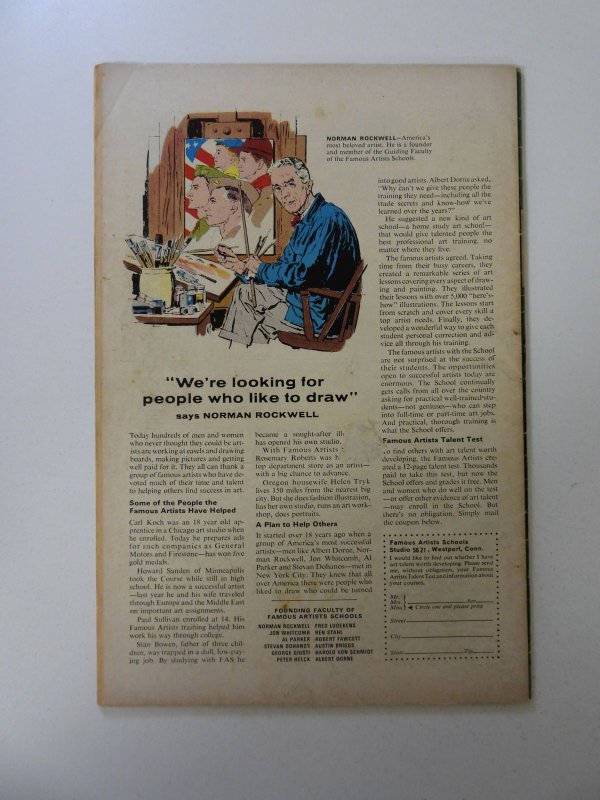 NORMAN ROCKWELL—America's
most beloved artist. He is a founder
and member of the Guiding Faculty
of the Famous Artists Schools.
"We're looking for
people who like to draw"
says NORMAN ROCKWELL
Today hundreds of men and women
who never thought they could be art-
ists are working at easels and drawing
boards, making pictures and getting
well paid for it. They all can thank a
group of famous artists who have de-
voted much of their time and talent
to helping others find success in art.
Some of the People the
Famous Artists Have Helped
Carl Koch was an 18 year old ap-
prentice in a Chicago art studio when
he enrolled. Today he prepares ads
for such companies as General
Motors and Firestone—has won five
gold medals.
Howard Sanden of Minneapolis
took the Course while still in high
school. He is now a successful artist
—last year he and his wife traveled
through Europe and the Middle East
on important art assignments.
Paul Sullivan enrolled at 14. His
Famous Artists training helped him
work his way through college.
Stan Bowen, father of three chil-
dren, was trapped in a dull, low-pay-
ing job. By studying with FAS he
became a sought-after ill
has opened his own studio.
With Famous Artists
Rosemary Roberts was h
top department store as an artist—
with a big chance to advance.
Oregon housewife Helen Tryk
lives 150 miles from the nearest big
city. But she does fashion illustration,
has her own studio, runs an art work-
shop, does portraits.
A Plan to Help Others
It started over 18 years ago when a
group of America's most successful
artists—men like Albert Dorne, Nor-
man Rockwell, Jon Whitcomb, Al
Parker and Stevan Dohanos—met in
New York City. They knew that all
over America there were people who
liked to draw who could be turned
into good artists. Albert Dorne asked,
"Why can't we give these people the
training they need—including all the
trade secrets and know-how we've
learned over the years?"
He suggested a new kind of art
school—a home study art school—
that would give talented people the
best professional art training, no
matter where they live.
The famous artists agreed. Taking
time from their busy careers, they
created a remarkable series of art
lessons covering every aspect of draw-
ing and painting. They illustrated
their lessons with over 5,000 "here's-
how" illustrations. The lessons start
from scratch and cover every skill a
top artist needs. Finally, they de-
veloped a wonderful way to give each
student personal correction and ad-
vice all through his training.
The famous artists with the School
are not surprised at the success of
their students. The opportunities
open to successful artists today are
enormous. The School continually
gets calls from all over the country
asking for practical well-trained stu-
dents—not geniuses—who can step
into full-time or part-time art jobs.
And practical, thorough training is
what the School offers.
Famous Artists Talent Test
To find others with art talent worth
developing, the Famous Artists cre-
ated a 12-page talent test. Thousands
paid to take this test, but now the
School offers and grades it free. Men
and women who do well on the test
—or offer other evidence of art talent
—may enroll in the School. But
there's no obligation. Simply mail
the coupon below.
FOUNDING FACULTY OF
FAMOUS ARTISTS SCHOOLS
NORMAN ROCKWELL FRED LUDEKENS
JON WHITCOMB BEN STAHL
AL PARKER ROBERT FAWCETT
STEVAN DOHANOS AUSTIN BRIGGS
GEORGE GIUSTI HAROLD VON SCHMIDT
PETER HELCK ALBERT DORNE
Famous Artists Schools
Studio 5821, Westport, Conn.
I would like to find out whether I have
art talent worth developing. Please send
me, without obligation, your Famous
Artists Talent Test and information about
your courses.
Mr.
Mrs. Age
Miss Circle one and please print
Street
City
State Zip